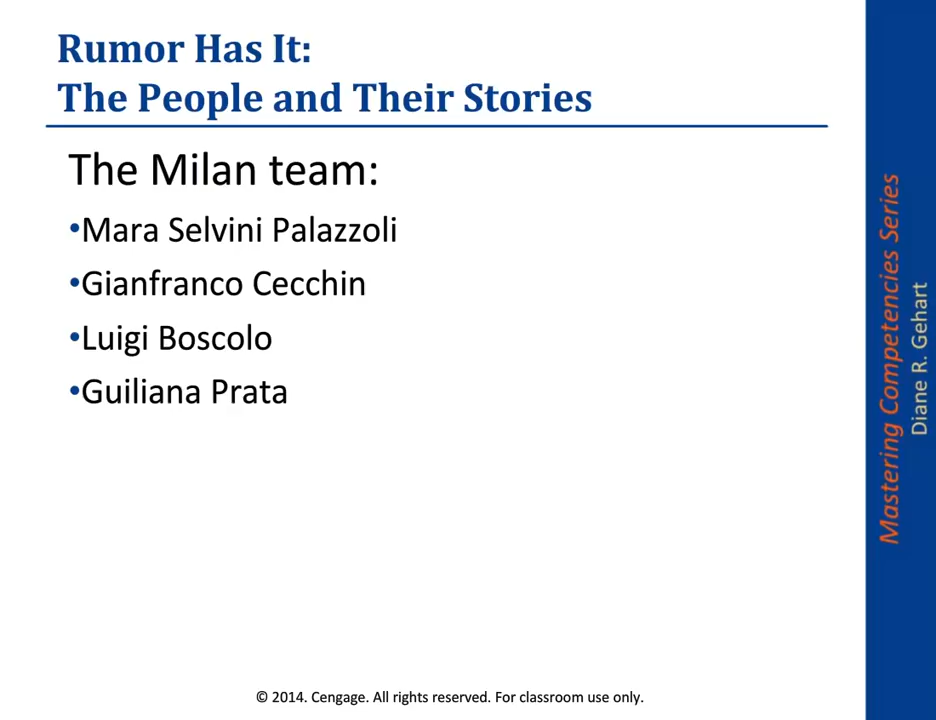 Rumor Has It:
The People and Their Stories
The Milan team:
•Mara Selvini Palazzoli
•Gianfranco Cecchin
•Luigi Boscolo
•Guiliana Prata
Mastering Competencies Series
Diane R. Gehart
© 2014. Cengage. All rights reserved. For classroom use only.